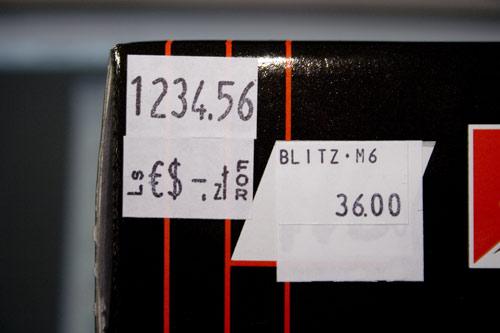 1234.56
Ls €$ -. zł FOR
BLITZ·M6
36.00